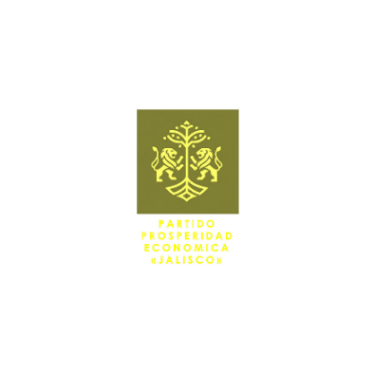 PARTIDO
PROSPERIDAD
ECONOMICA
«JALISCO»